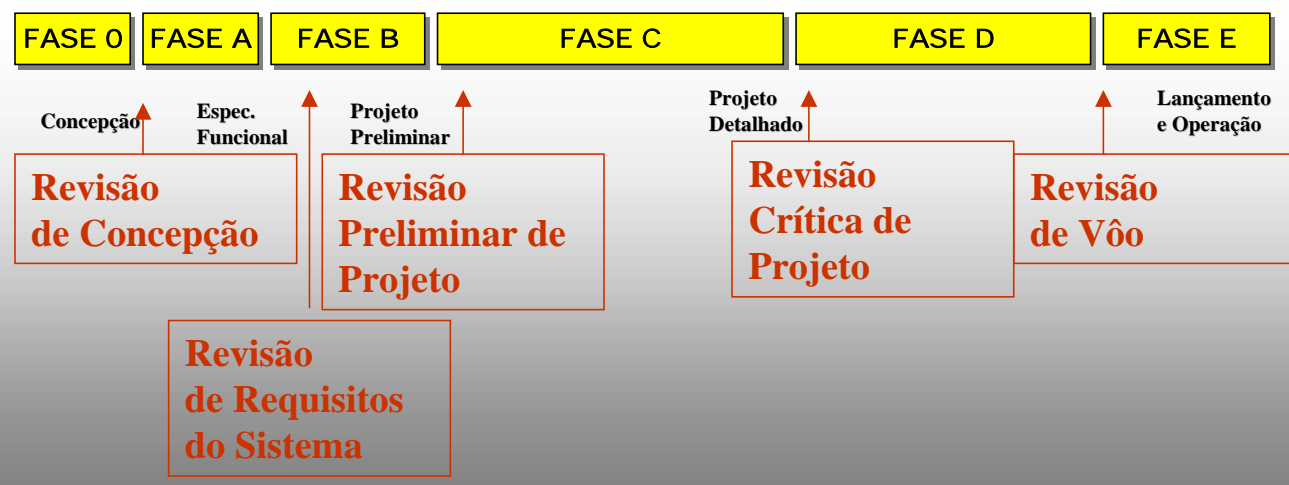 FASE 0
FASE A
FASE B
FASE C
FASE D
FASE E
Concepção
Espec.
Funcional
Projeto
Preliminar
Projeto
Detalhado
Lançamento
e Operação
Revisão
de Concepção
Revisão
Preliminar de
Projeto
Revisão
Crítica de
Projeto
Revisão
de Vôo
Revisão
de Requisitos
do Sistema